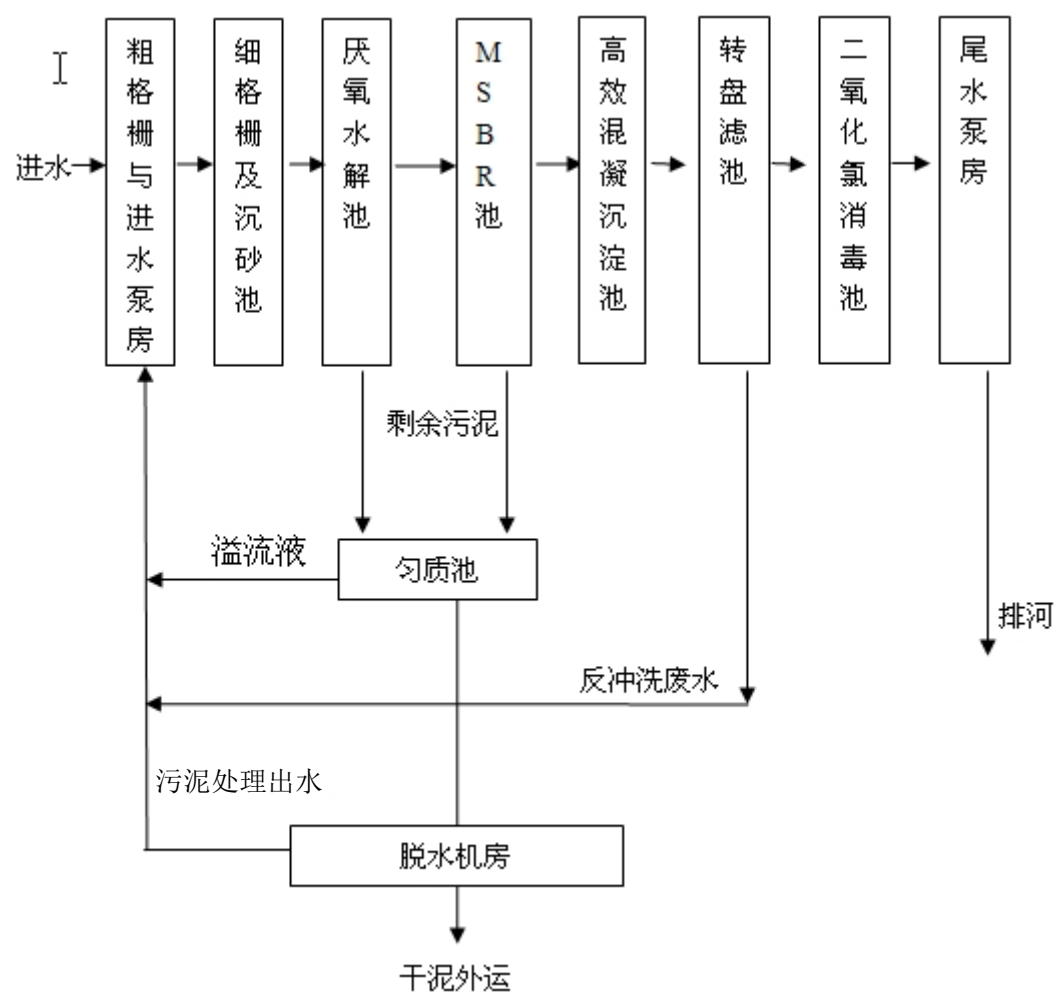 进水
粗格栅与进水泵房
细格栅及沉砂池
厌氧水解池
MSBR池
高效混凝沉淀池
转盘滤池
二氧化氯消毒池
尾水泵房
剩余污泥
溢流液
匀质池
排河
反冲洗废水
污泥处理出水
脱水机房
干泥外运